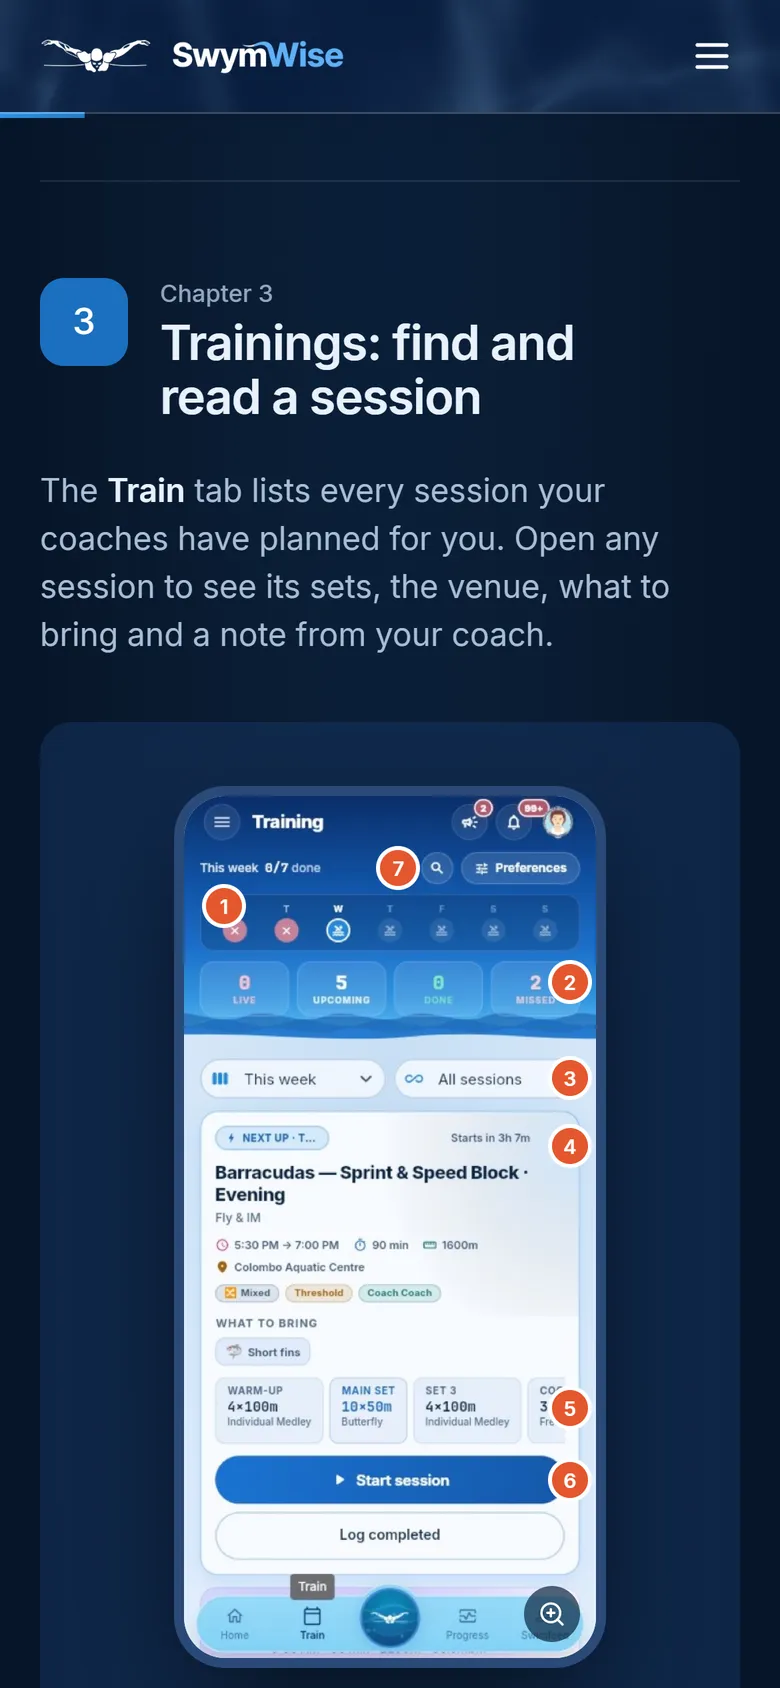 SwymWise
3
Chapter 3
Trainings: find and
read a session
The Train tab lists every session your
coaches have planned for you. Open any
session to see its sets, the venue, what to
bring and a note from your coach.
Training
2
99+
This week 0/7 done
7
Preferences
1
T W T F S S
0 5 0 2
LIVE UPCOMING DONE MISSED
2
This week
All sessions
3
NEXT UP · T...
Starts in 3h 7m
4
Barracudas — Sprint & Speed Block ·
Evening
Fly & IM
5:30 PM → 7:00 PM 90 min 1600m
Colombo Aquatic Centre
Mixed Threshold Coach Coach
WHAT TO BRING
Short fins
WARM-UP MAIN SET SET 3
4×100m 10×50m 4×100m 3
Individual Medley Butterfly Individual Medley
5
Start session
6
Log completed
Train
Home Train Progress